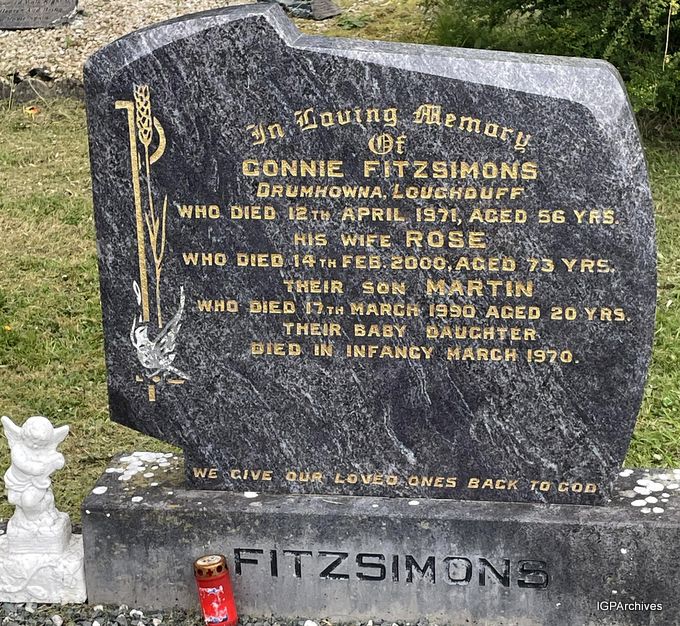 In Loving Memory
Of
CONNIE FITZSIMONS
DRUMHOWNA, LOUGHDUFF
WHO DIED 12TH APRIL 1971, AGED 56 YRS.
HIS WIFE ROSE
WHO DIED 14TH FEB. 2000, AGED 73 YRS.
THEIR SON MARTIN
WHO DIED 17TH MARCH 1990 AGED 20 YRS.
THEIR BABY DAUGHTER
DIED IN INFANCY MARCH 1970.
WE GIVE OUR LOVED ONES BACK TO GOD
FITZSIMONS
IGPArchives